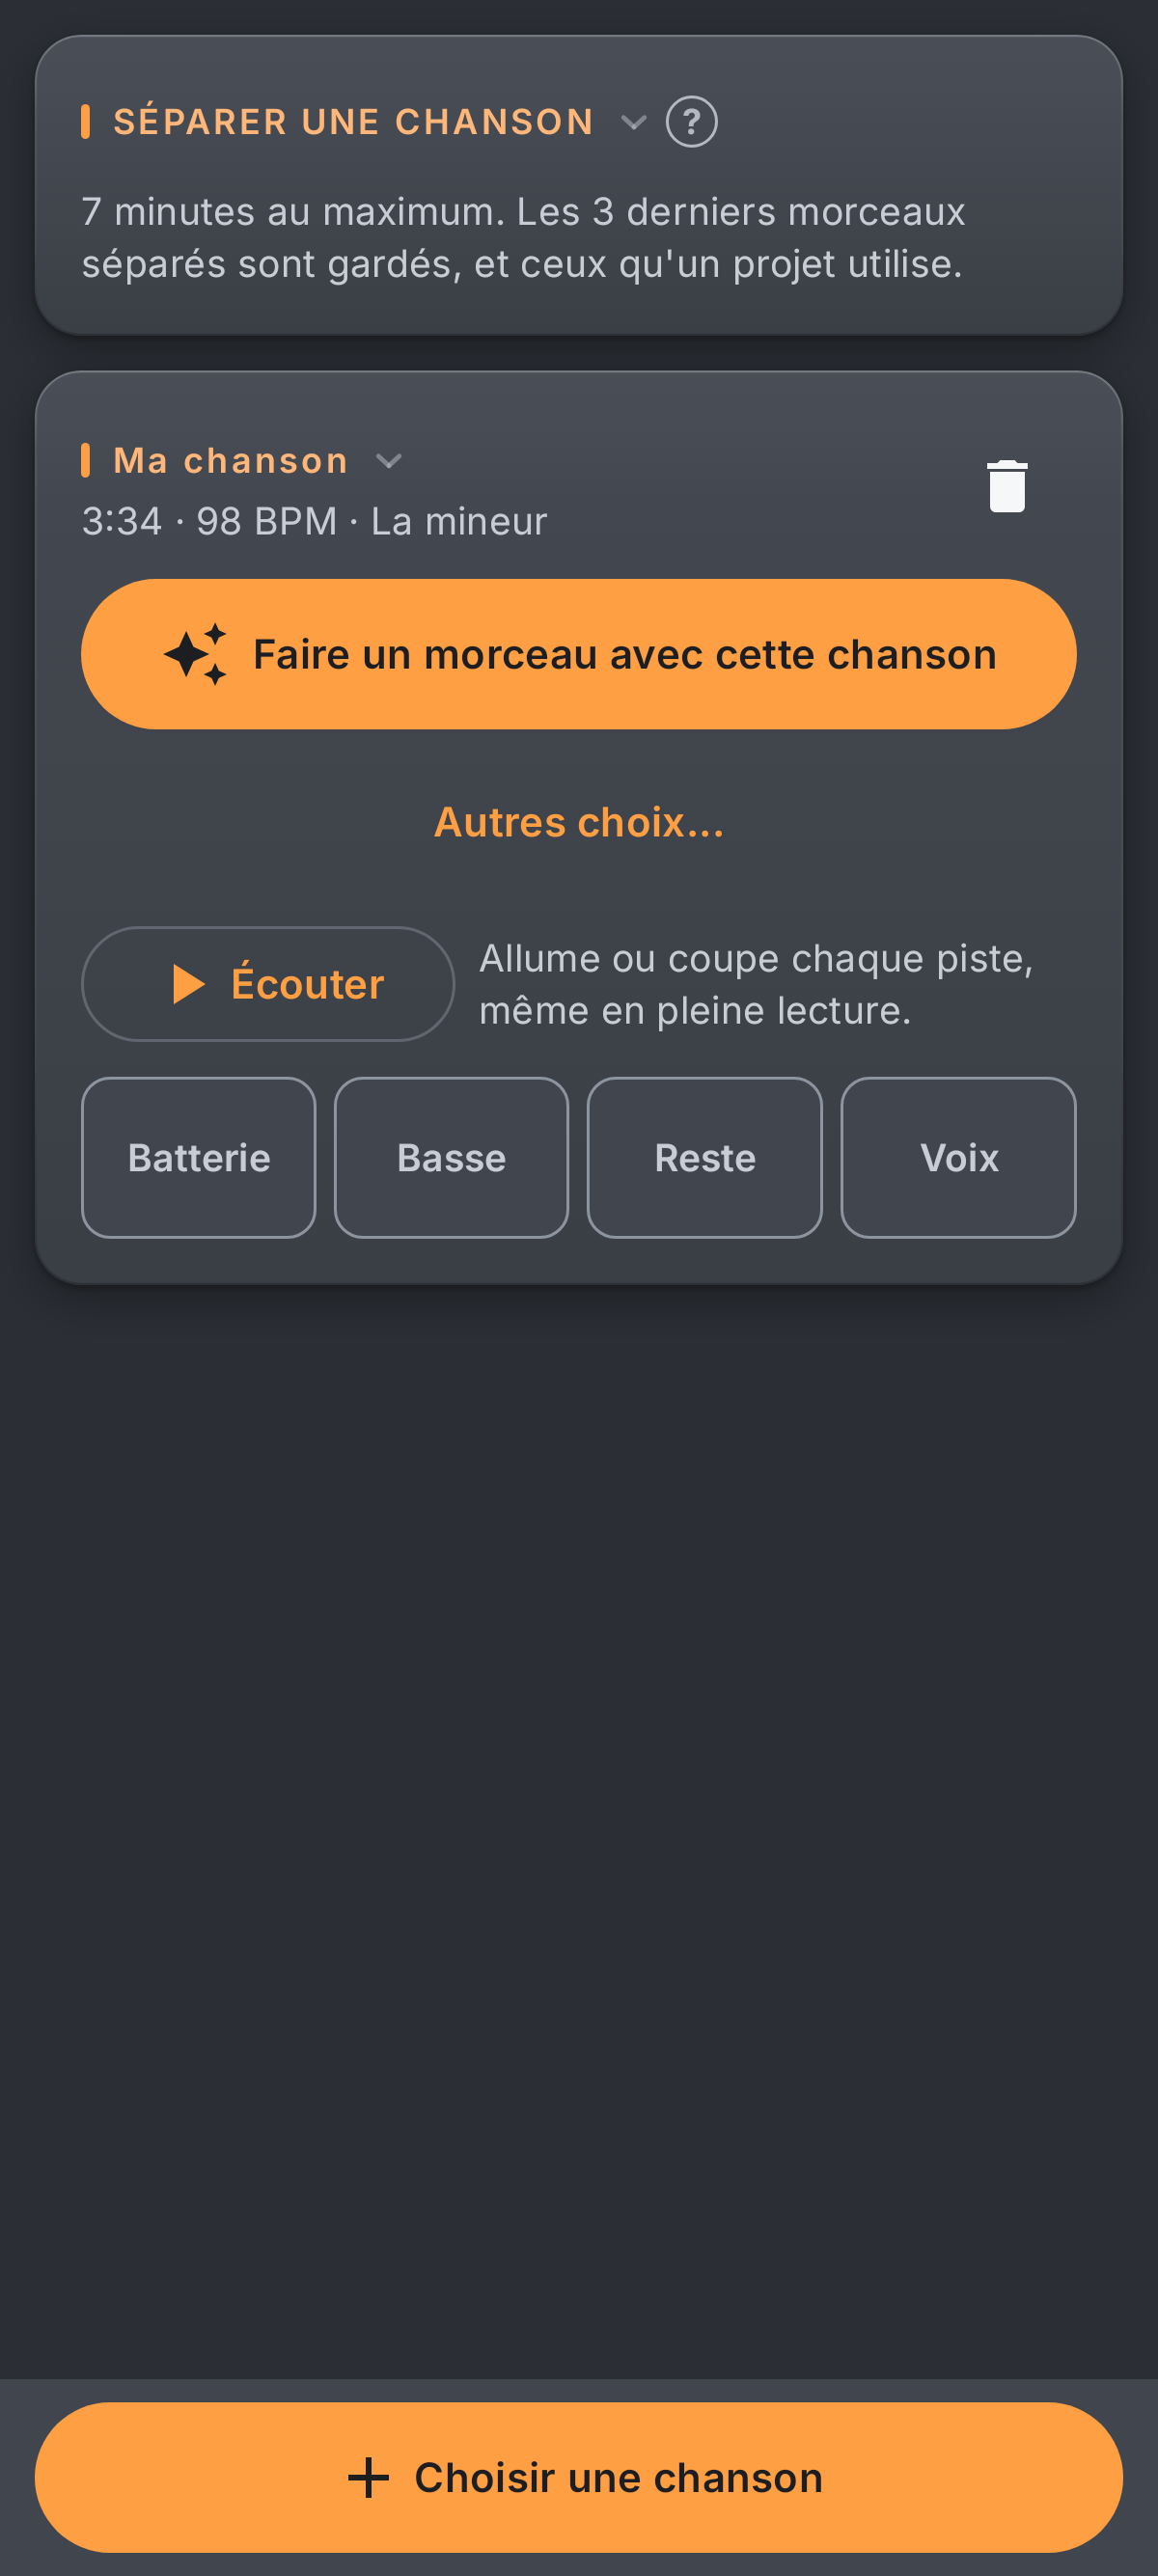 SÉPARER UNE CHANSON ?
7 minutes au maximum. Les 3 derniers morceaux
séparés sont gardés, et ceux qu'un projet utilise.
Ma chanson
3:34 · 98 BPM · La mineur
Faire un morceau avec cette chanson
Autres choix...
Écouter
Allume ou coupe chaque piste,
même en pleine lecture.
Batterie
Basse
Reste
Voix
Choisir une chanson